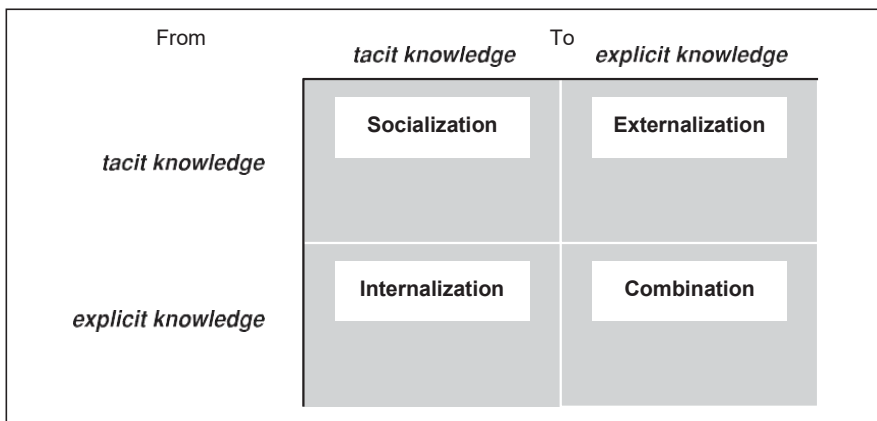 From To
tacit knowledge explicit knowledge
Socialization Externalization
tacit knowledge
Internalization Combination
explicit knowledge